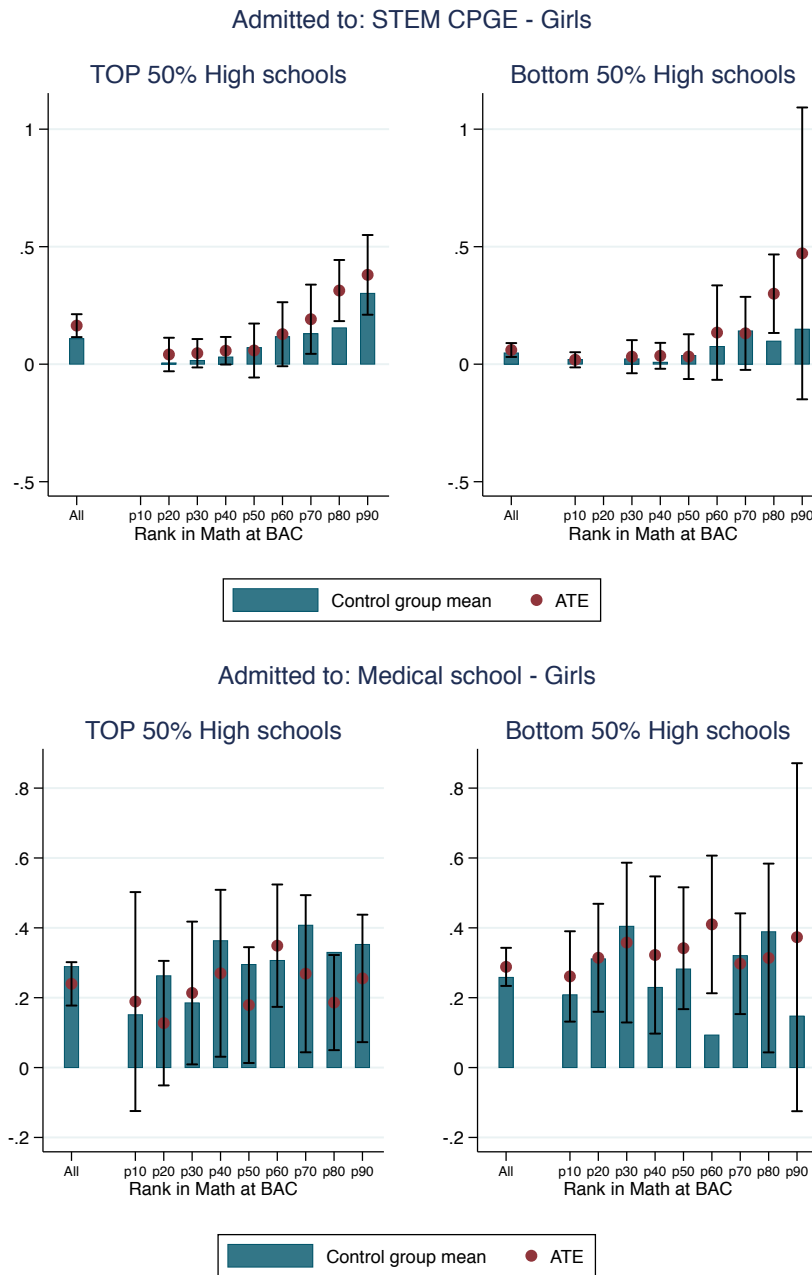 Admitted to: STEM CPGE - Girls
TOP 50% High schools
Bottom 50% High schools
1
.5
0
-.5
All p10 p20 p30 p40 p50 p60 p70 p80 p90
Rank in Math at BAC
1
.5
0
-.5
All p10 p20 p30 p40 p50 p60 p70 p80 p90
Rank in Math at BAC
Control group mean ATE
Admitted to: Medical school - Girls
TOP 50% High schools
Bottom 50% High schools
.8
.6
.4
.2
0
-.2
All p10 p20 p30 p40 p50 p60 p70 p80 p90
Rank in Math at BAC
.8
.6
.4
.2
0
-.2
All p10 p20 p30 p40 p50 p60 p70 p80 p90
Rank in Math at BAC
Control group mean ATE